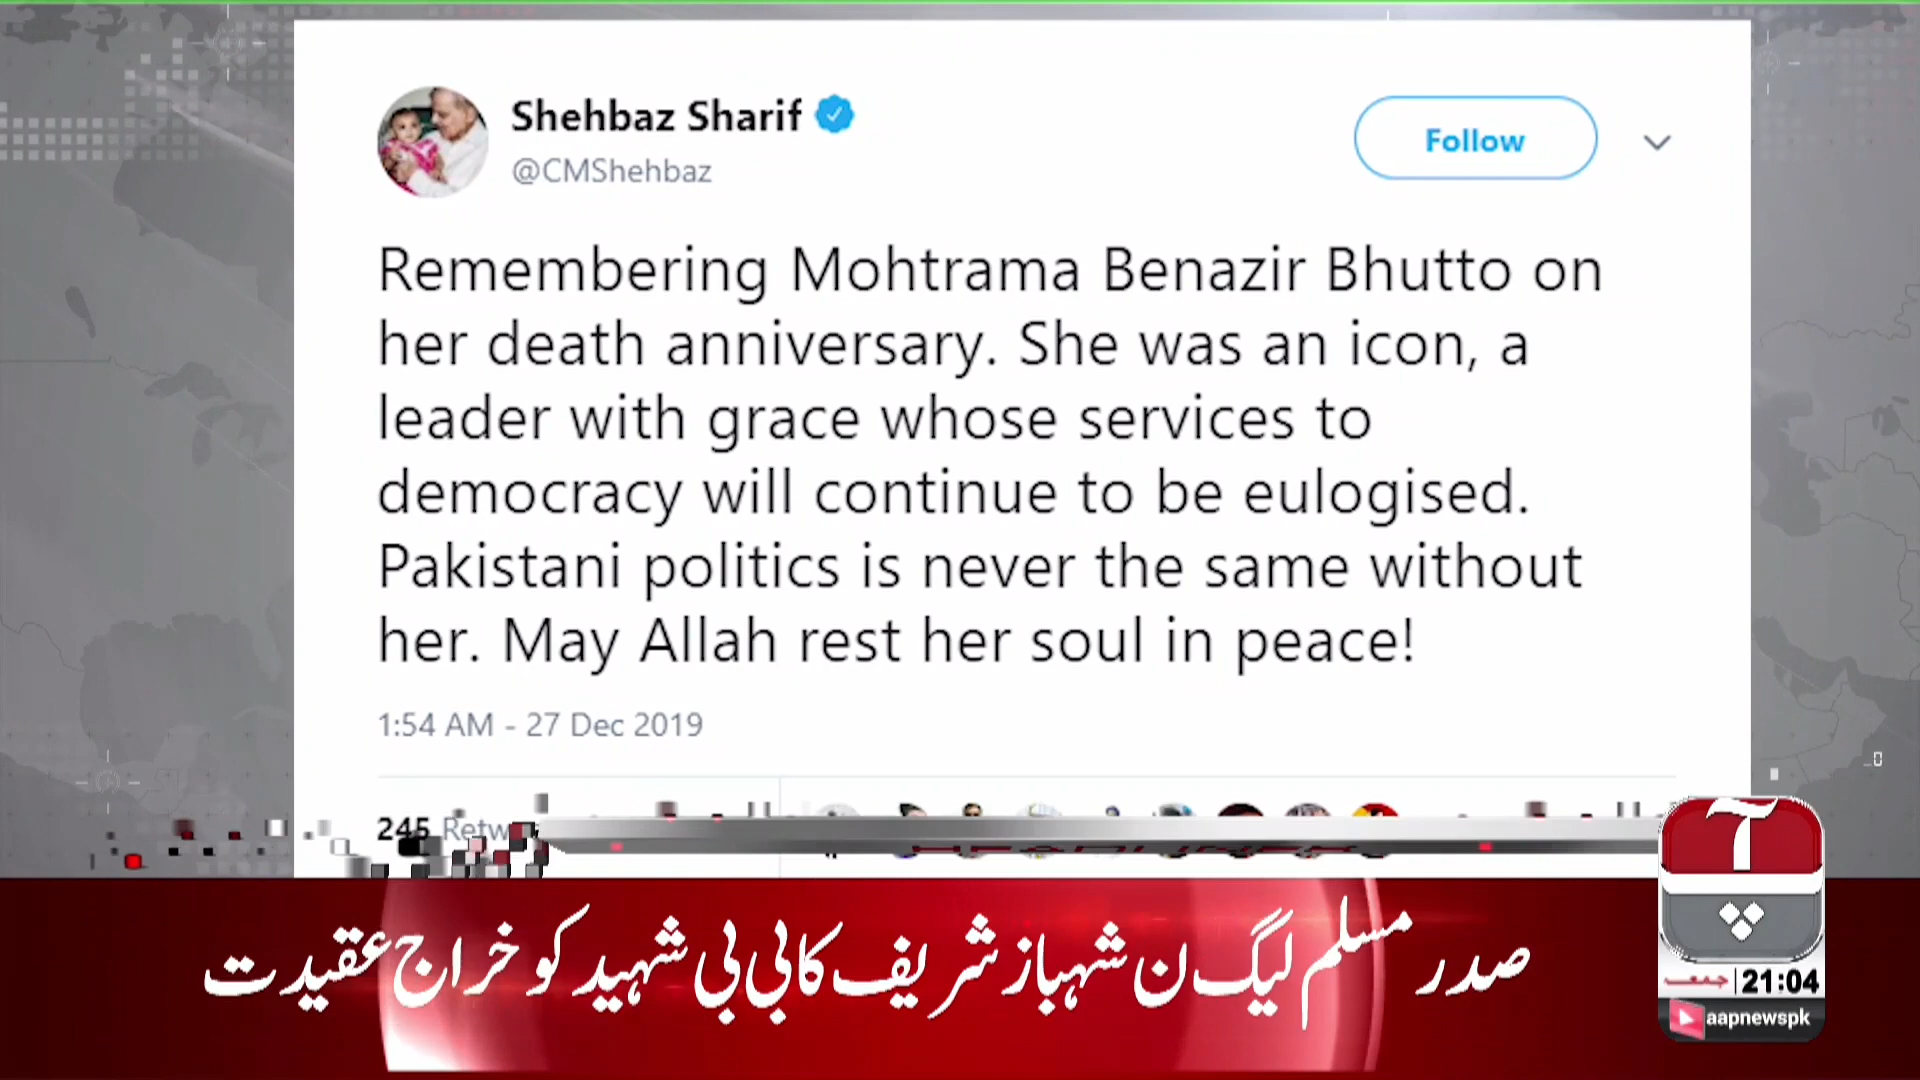 Shehbaz Sharif
@CMShehbaz
Follow
Remembering Mohtrama Benazir Bhutto on
her death anniversary. She was an icon, a
leader with grace whose services to
democracy will continue to be eulogised.
Pakistani politics is never the same without
her. May Allah rest her soul in peace!
1:54 AM - 27 Dec 2019
245
صدر مسلم لیگ ن شہباز شریف کا بی بی شہید کو خراج عقیدت
آپ
جمعہ 21:04
aapnewspk